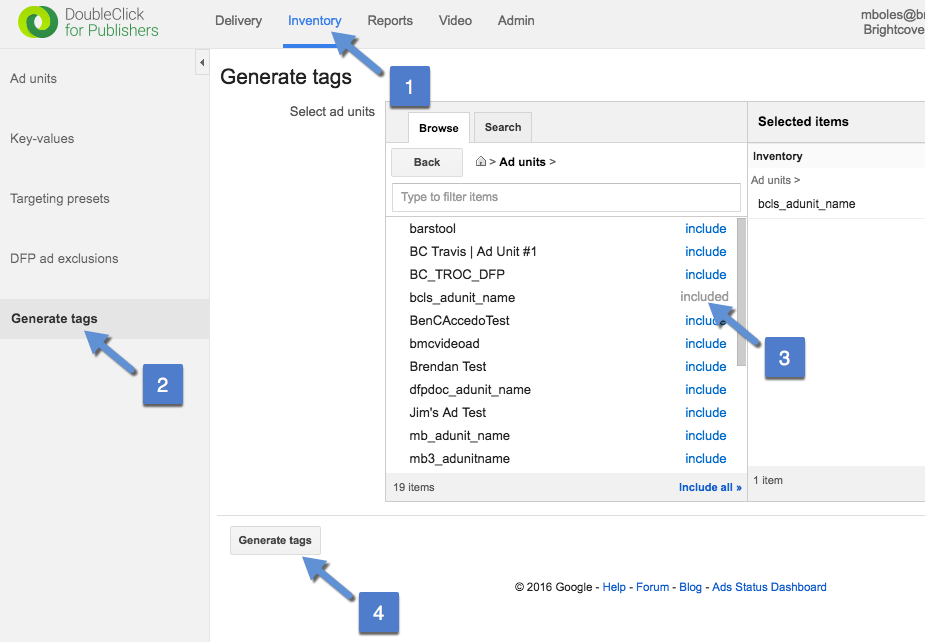 DoubleClick
for Publishers
Delivery Inventory Reports Video Admin
mboles@br
Brightcove
Ad units
Key-values
Targeting presets
DFP ad exclusions
Generate tags
2
1
Generate tags
Select ad units
Browse Search
Back > Ad units >
Type to filter items
barstool include
BC Travis | Ad Unit #1 include
BC_TROC_DFP include
bcls_adunit_name included
BenCAccedoTest include
bmcvideoad include
Brendan Test include
dfpdoc_adunit_name include
Jim's Ad Test include
mb_adunit_name include
mb3_adunitname include
19 items Include all »
Selected items
Inventory
Ad units >
bcls_adunit_name
3
1 item
Generate tags
4
© 2016 Google - Help - Forum - Blog - Ads Status Dashboard